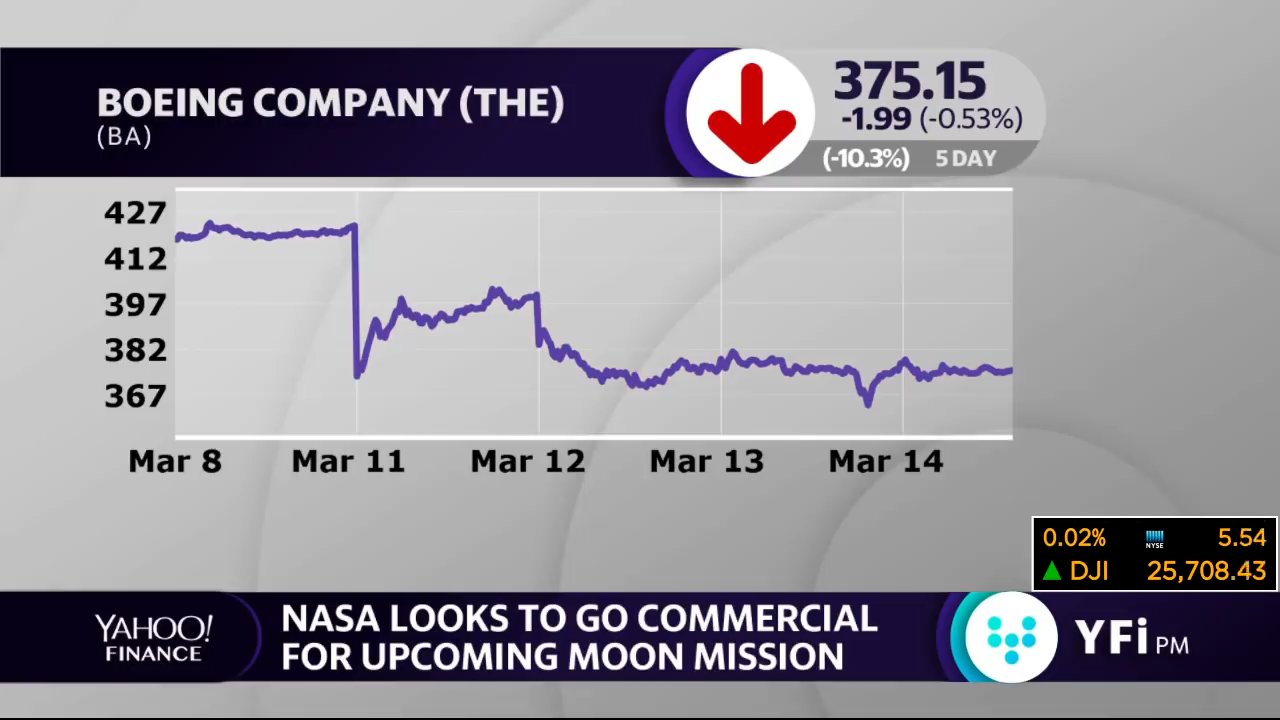 BOEING COMPANY (THE)
(BA)
375.15
-1.99 (-0.53%)
(-10.3%) 5 DAY
427
412
397
382
367
Mar 8 Mar 11 Mar 12 Mar 13 Mar 14
0.02% NYSE 5.54
DJI 25,708.43
YAHOO!
FINANCE
NASA LOOKS TO GO COMMERCIAL
FOR UPCOMING MOON MISSION
YFi PM